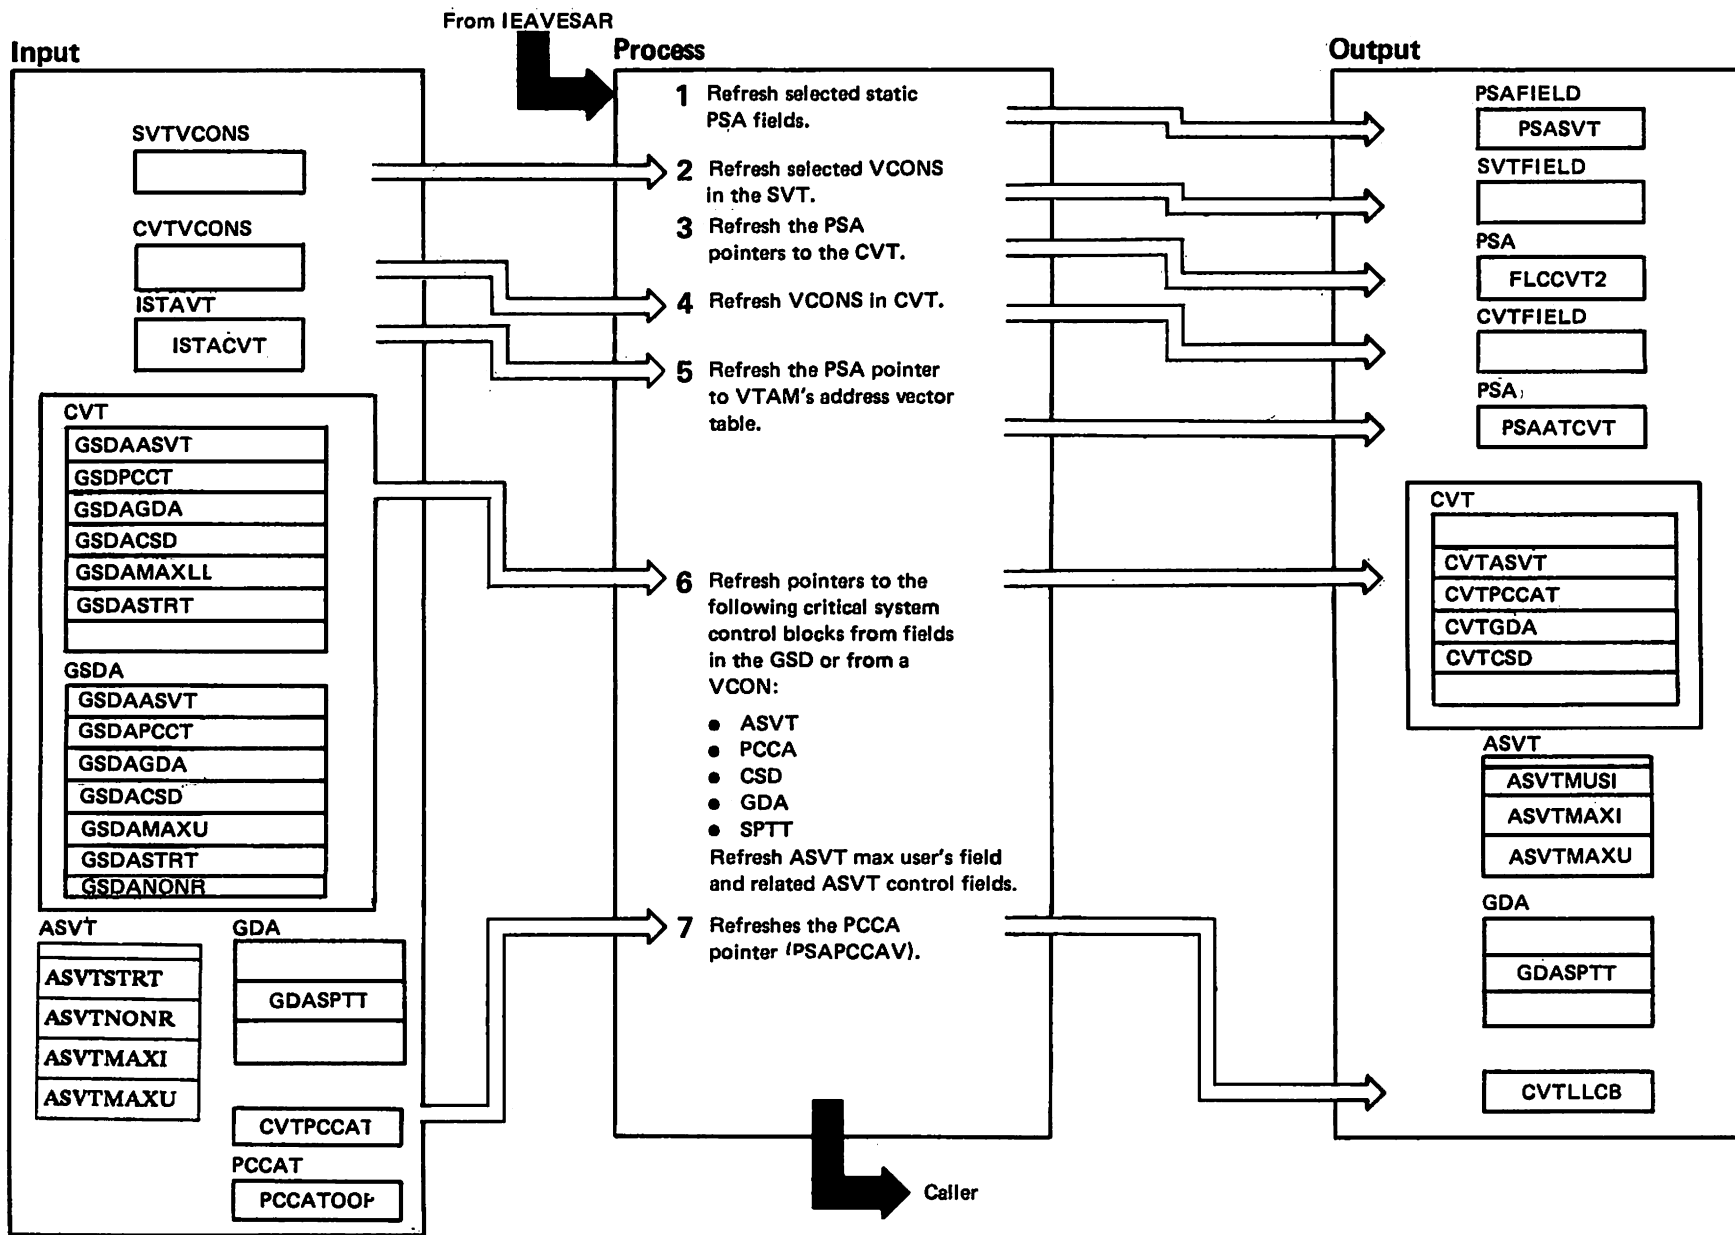 From IEAVESAR
Input
SVTVCONS
CVTVCONS
ISTAVT
ISTACVT
CVT
GSDAASVT
GSDPCCT
GSDAGDA
GSDACSD
GSDAMAXLL
GSDASTRT
GSDA
GSDAASVT
GSDAPCCT
GSDAGDA
GSDACSD
GSDAMAXU
GSDASTRT
GSDANONR
ASVT
ASVTSTRT
ASVTNONR
ASVTMAXI
ASVTMAXU
GDA
GDASPTT
CVTPCCAT
PCCAT
Process
1 Refresh selected static
PSA fields.
2 Refresh selected VCONS
in the SVT.
3 Refresh the PSA
pointers to the CVT.
4 Refresh VCONS in CVT.
5 Refresh the PSA pointer
to VTAM's address vector
table.
6 Refresh pointers to the
following critical system
control blocks from fields
in the GSD or from a
VCON:
● ASVT
● PCCA
● CSD
● GDA
● SPTT
Refresh ASVT max user's field
and related ASVT control fields.
7 Refreshes the PCCA
pointer (PSAPCCAV).
Caller
Output
PSAFIELD
PSASVT
SVTFIELD
PSA
FLCCVT2
CVTFIELD
PSA
PSAATCVT
CVT
CVTASVT
CVTPCCAT
CVTGDA
CVTCSD
ASVT
ASVTMUSI
ASVTMAXI
ASVTMAXU
GDA
GDASPTT
CVTLLCB